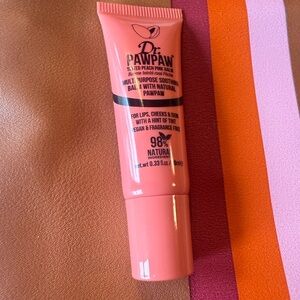 Dr.
PAWPAW
TINTED PEACH PINK BALM
MULTIPURPOSE SOOTHING
BALM WITH NATURAL
PAWPAW
FOR LIPS, CHEEKS & SKIN
WITH A HINT OF TINT
VEGAN & FRAGRANCE FREE
98%
NATURAL